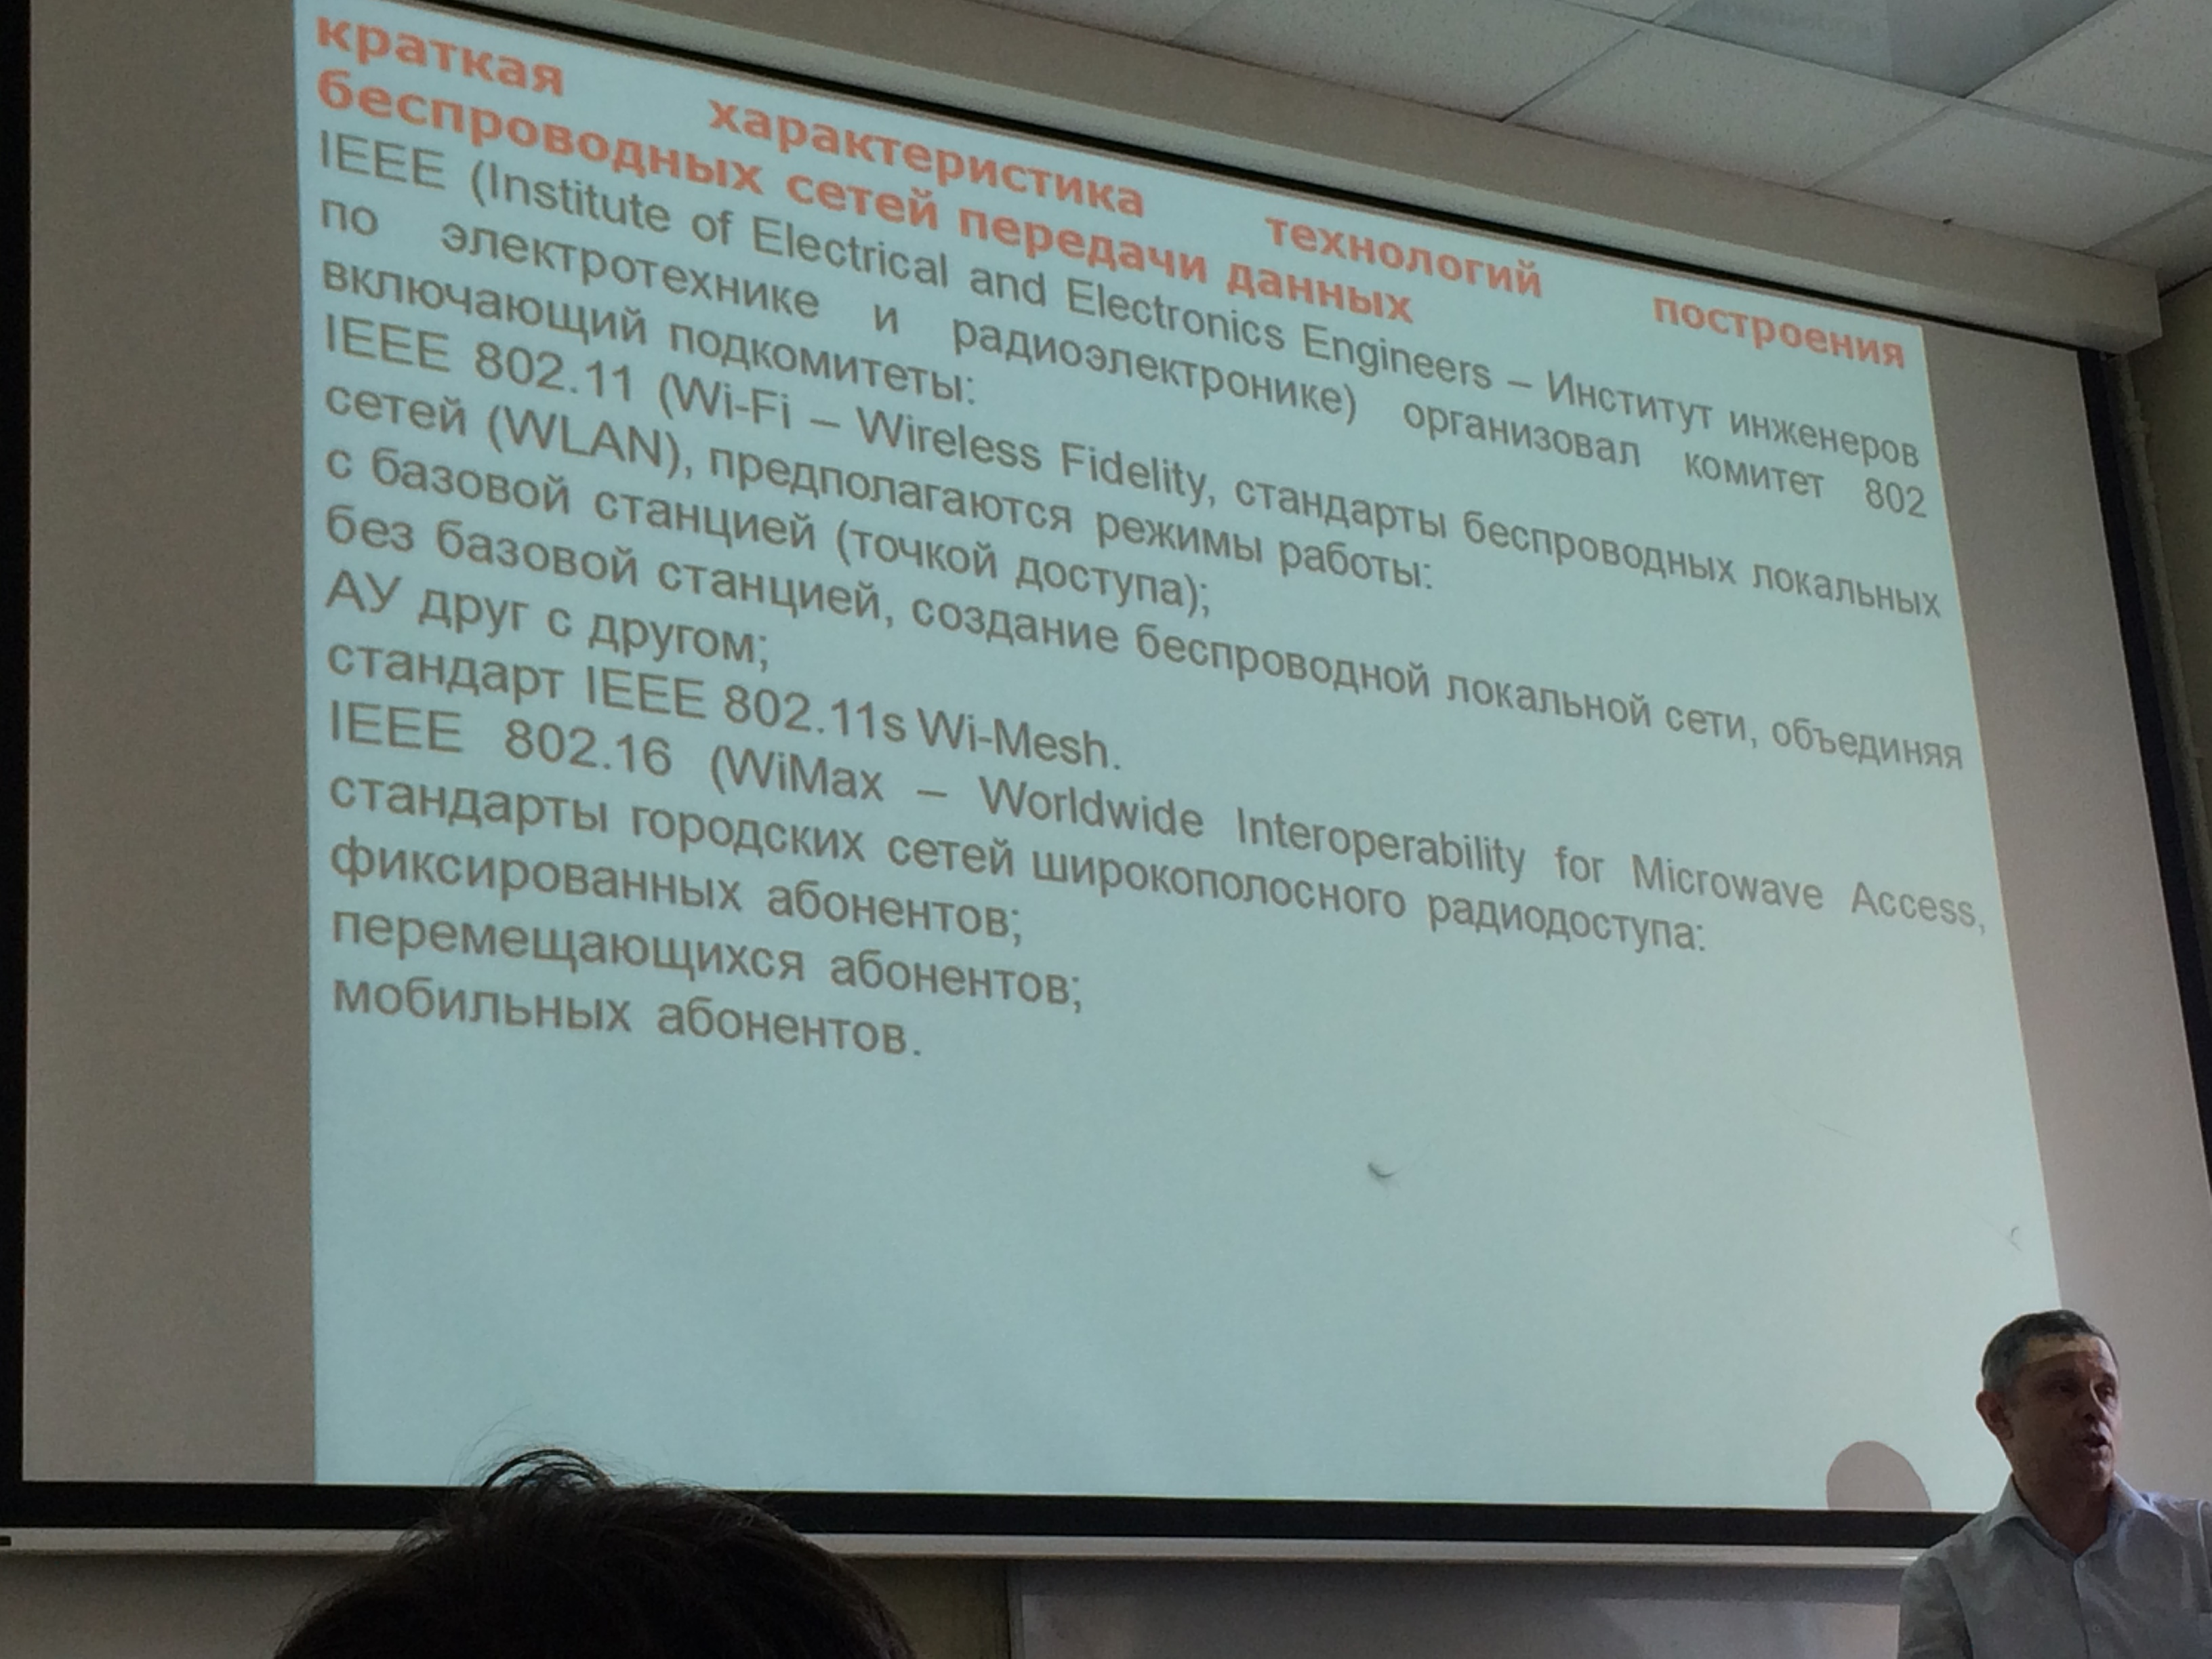 краткая характеристика технологий построения
беспроводных сетей передачи данных
IEEE (Institute of Electrical and Electronics Engineers – Институт инженеров
по электротехнике и радиоэлектронике) организовал комитет 802
включающий подкомитеты:
IEEE 802.11 (Wi-Fi – Wireless Fidelity, стандарты беспроводных локальных
сетей (WLAN), предполагаются режимы работы:
с базовой станцией (точкой доступа);
без базовой станцией, создание беспроводной локальной сети, объединяя
АУ друг с другом;
стандарт IEEE 802.11s Wi-Mesh.
IEEE 802.16 (WiMax – Worldwide Interoperability for Microwave Access,
стандарты городских сетей широкополосного радиодоступа:
фиксированных абонентов;
перемещающихся абонентов;
мобильных абонентов.